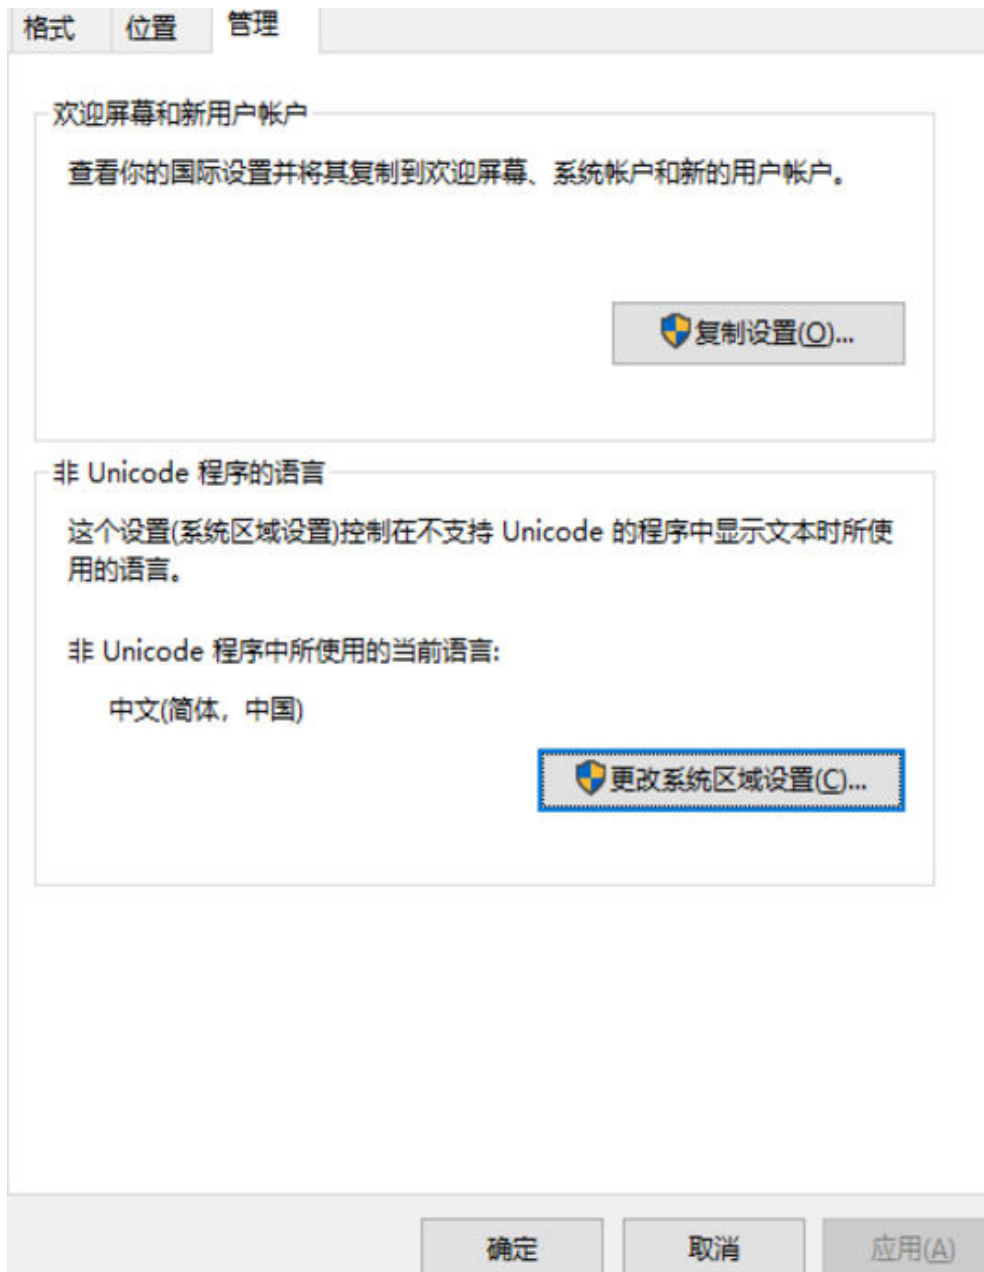 格式 位置 管理
欢迎屏幕和新用户帐户
查看你的国际设置并将其复制到欢迎屏幕、系统帐户和新的用户帐户。
复制设置(O)...
非 Unicode 程序的语言
这个设置(系统区域设置)控制在不支持 Unicode 的程序中显示文本时所使
用的语言。
非 Unicode 程序中所使用的当前语言:
中文(简体，中国)
更改系统区域设置(C)...
确定 取消 应用(A)